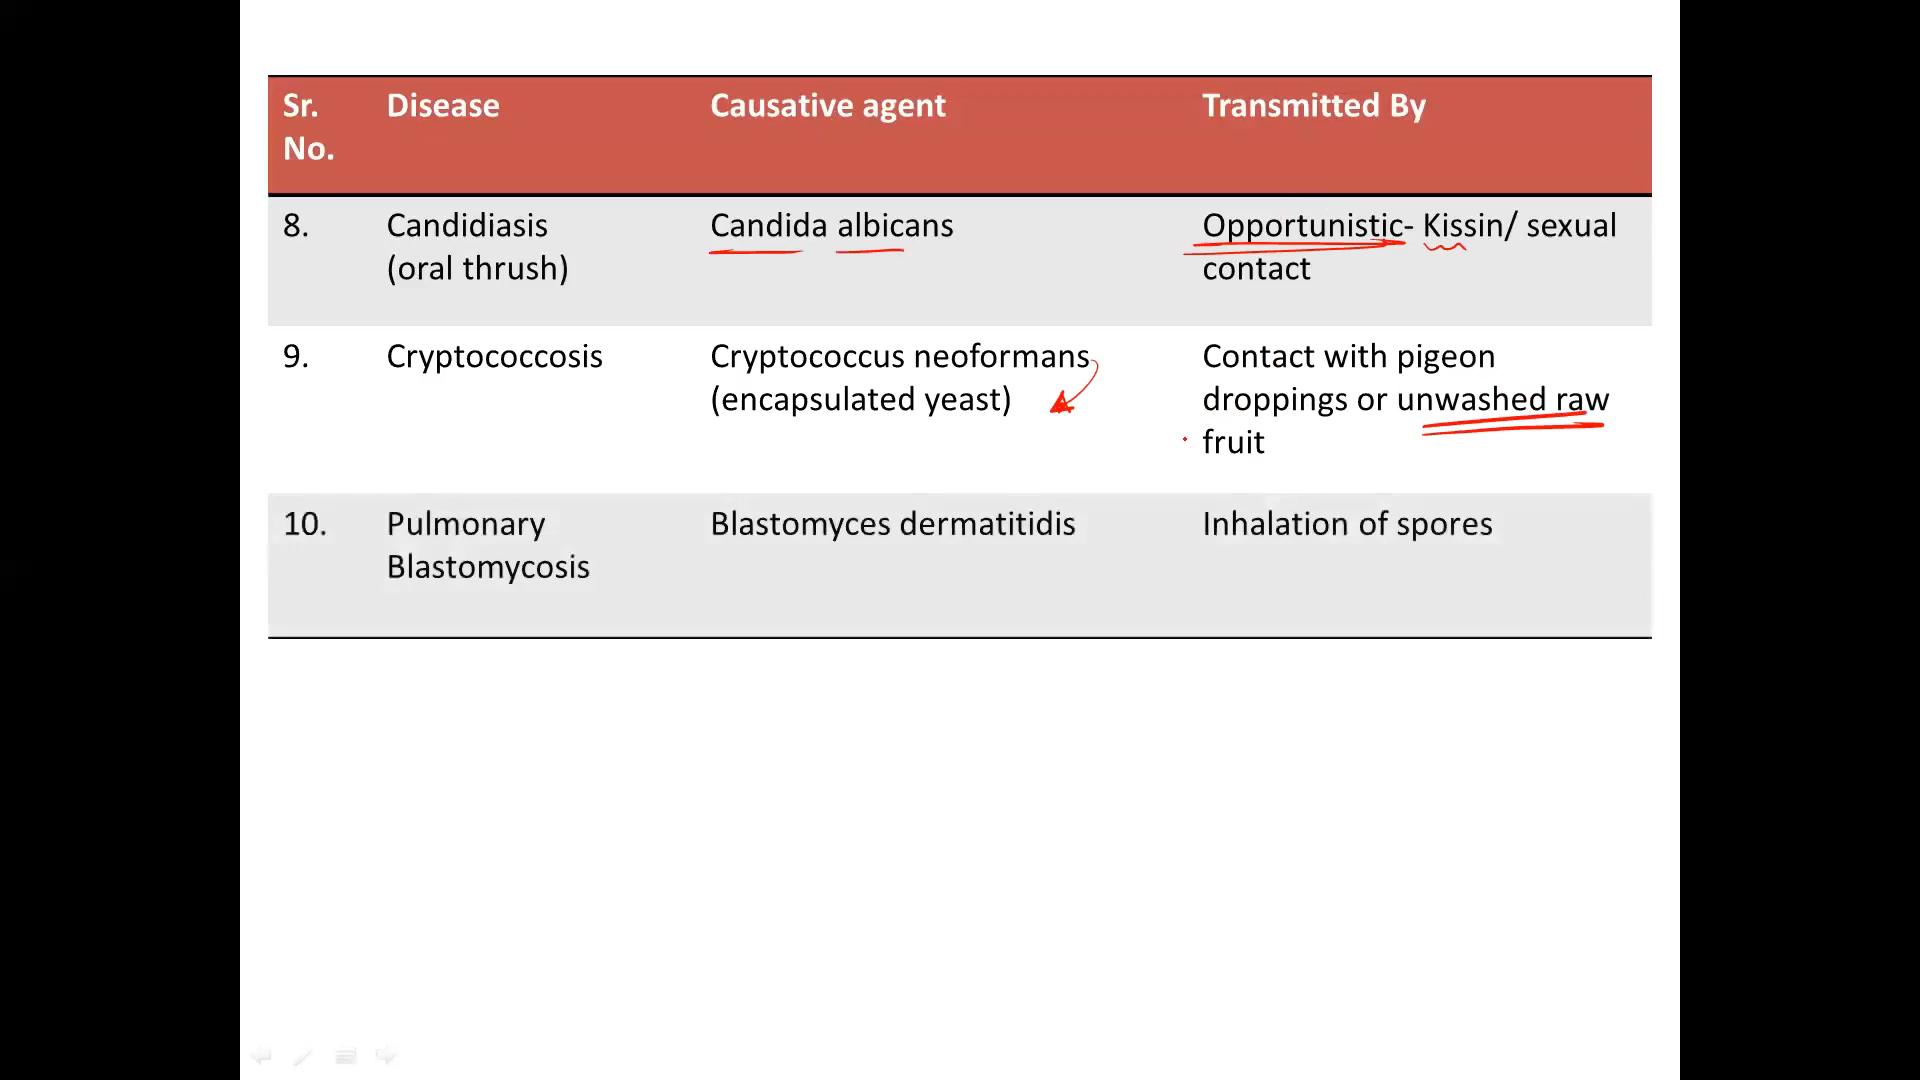 Sr. Disease Causative agent Transmitted By
No.
8. Candidiasis Candida albicans Opportunistic- Kissin/ sexual
(oral thrush) contact
9. Cryptococcosis Cryptococcus neoformans Contact with pigeon
(encapsulated yeast) droppings or unwashed raw
fruit
10. Pulmonary Blastomyces dermatitidis Inhalation of spores
Blastomycosis